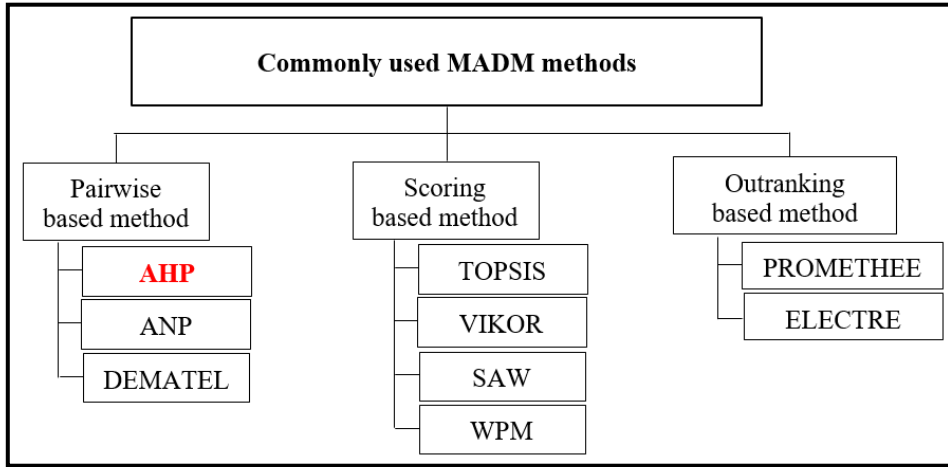 Commonly used MADM methods
Pairwise
based method
AHP
ANP
DEMATEL
Scoring
based method
TOPSIS
VIKOR
SAW
WPM
Outranking
based method
PROMETHEE
ELECTRE